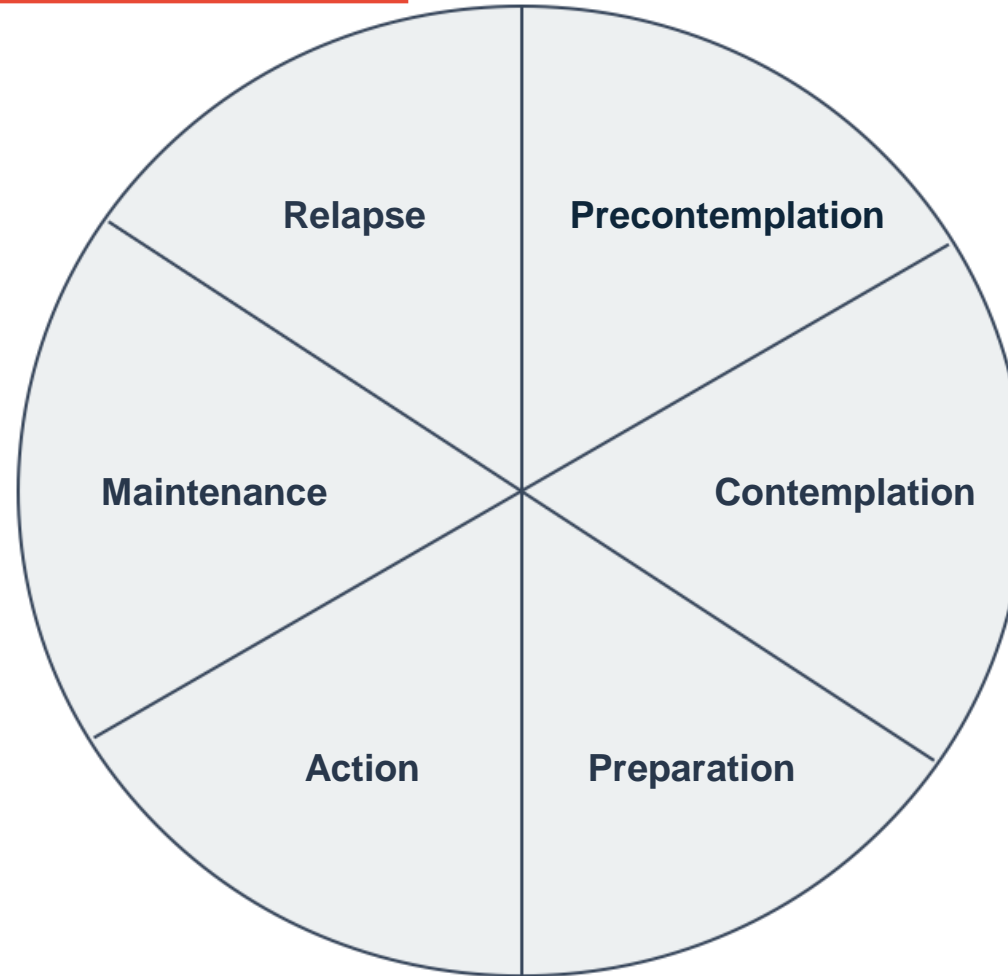 Relapse
Precontemplation
Maintenance
Contemplation
Action
Preparation